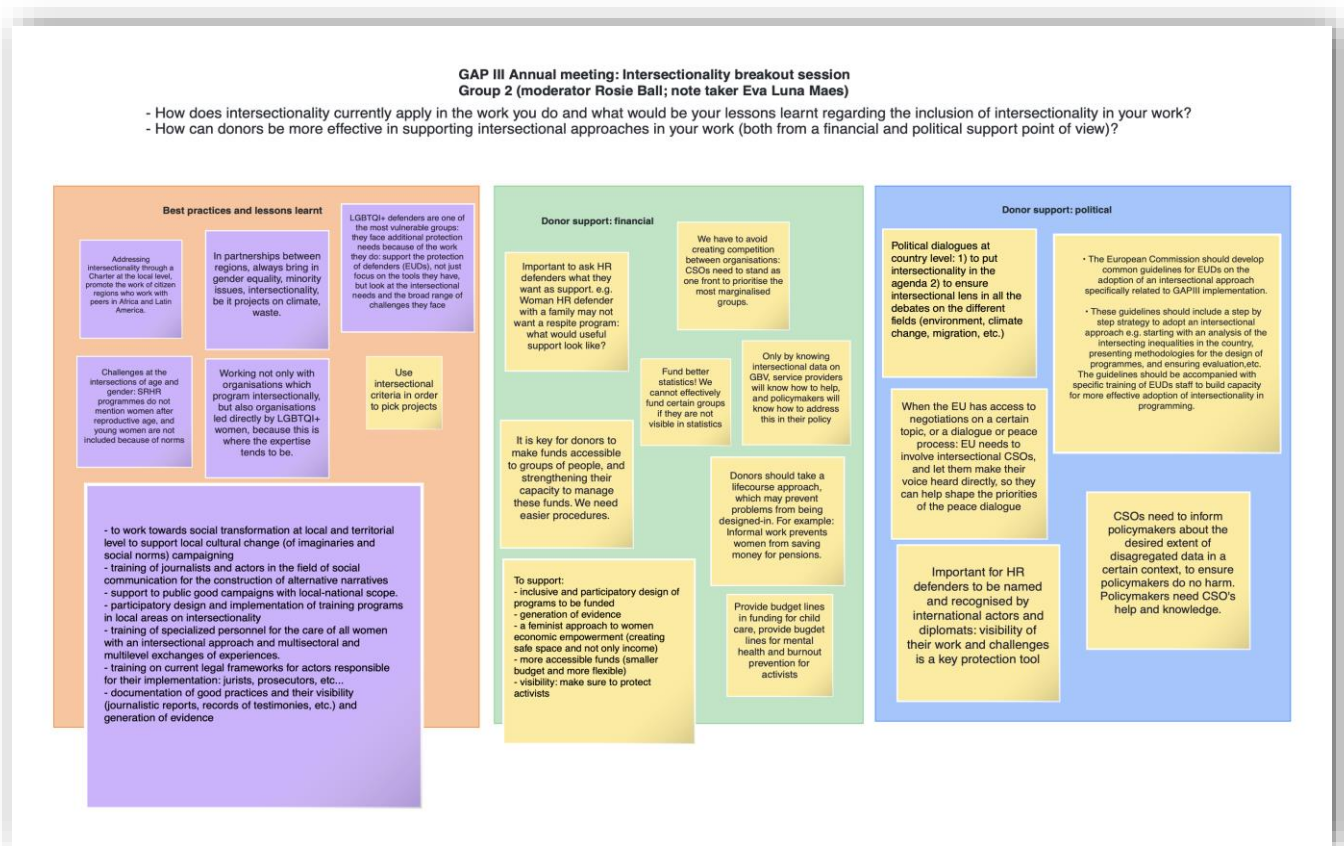 GAP III Annual meeting: Intersectionality breakout session
Group 2 (moderator Rosie Ball; note taker Eva Luna Maes)
- How does intersectionality currently apply in the work you do and what would be your lessons learnt regarding the inclusion of intersectionality in your work?
- How can donors be more effective in supporting intersectional approaches in your work (both from a financial and political support point of view)?
Best practices and lessons learnt
Addressing
intersectionality through a
Charter at the local level,
promote the work of citizen
regions who work with
peers in Africa and Latin
America.
In partnerships between
regions, always bring in
gender equality, minority
issues, intersectionality,
be it projects on climate,
waste.
LGBTQI+ defenders are one of
the most vulnerable groups:
they face additional protection
needs because of the work
they do: support the protection
of defenders (EUDs), not just
focus on the tools they have,
but look at the intersectional
needs and the broad range of
challenges they face
Challenges at the
intersections of age and
gender: SRHR
programmes do not
mention women after
reproductive age, and
young women are not
included because of norms
Working not only with
organisations which
program intersectionally,
but also organisations
led directly by LGBTQI+
women, because this is
where the expertise
tends to be.
Use
intersectional
criteria in order
to pick projects
- to work towards social transformation at local and territorial
level to support local cultural change (of imaginaries and
social norms) campaigning
- training of journalists and actors in the field of social
communication for the construction of alternative narratives
- support to public good campaigns with local-national scope.
- participatory design and implementation of training programs
in local areas on intersectionality
- training of specialized personnel for the care of all women
with an intersectional approach and multisectoral and
multilevel exchanges of experiences.
- training on current legal frameworks for actors responsible
for their implementation: jurists, prosecutors, etc...
- documentation of good practices and their visibility
(journalistic reports, records of testimonies, etc.) and
generation of evidence
Donor support: financial
Important to ask HR
defenders what they
want as support. e.g.
Woman HR defender
with a family may not
want a respite program:
what would useful
support look like?
We have to avoid
creating competition
between organisations:
CSOs need to stand as
one front to prioritise the
most marginalised
groups.
Fund better
statistics! We
cannot effectively
fund certain groups
if they are not
visible in statistics
Only by knowing
intersectional data on
GBV, service providers
will know how to help,
and policymakers will
know how to address
this in their policy
It is key for donors to
make funds accessible
to groups of people, and
strengthening their
capacity to manage
these funds. We need
easier procedures.
Donors should take a
lifecourse approach,
which may prevent
problems from being
designed-in. For example:
Informal work prevents
women from saving
money for pensions.
To support:
- inclusive and participatory design of
programs to be funded
- generation of evidence
- a feminist approach to women
economic empowerment (creating
safe space and not only income)
- more accessible funds (smaller
budget and more flexible)
- visibility: make sure to protect
activists
Provide budget lines
in funding for child
care, provide bugdet
lines for mental
health and burnout
prevention for
activists
Donor support: political
Political dialogues at
country level: 1) to put
intersectionality in the
agenda 2) to ensure
intersectional lens in all the
debates on the different
fields (environment, climate
change, migration, etc.)
• The European Commission should develop
common guidelines for EUDs on the
adoption of an intersectional approach
specifically related to GAPIII implementation.
• These guidelines should include a step by
step strategy to adopt an intersectional
approach e.g. starting with an analysis of the
intersecting inequalities in the country,
presenting methodologies for the design of
programmes, and ensuring evaluation,etc.
The guidelines should be accompanied with
specific training of EUDs staff to build capacity
for more effective adoption of intersectionality in
programming.
When the EU has access to
negotiations on a certain
topic, or a dialogue or peace
process: EU needs to
involve intersectional CSOs,
and let them make their
voice heard directly, so they
can help shape the priorities
of the peace dialogue
CSOs need to inform
policymakers about the
desired extent of
disagregated data in a
certain context, to ensure
policymakers do no harm.
Policymakers need CSO's
help and knowledge.
Important for HR
defenders to be named
and recognised by
international actors and
diplomats: visibility of
their work and challenges
is a key protection tool